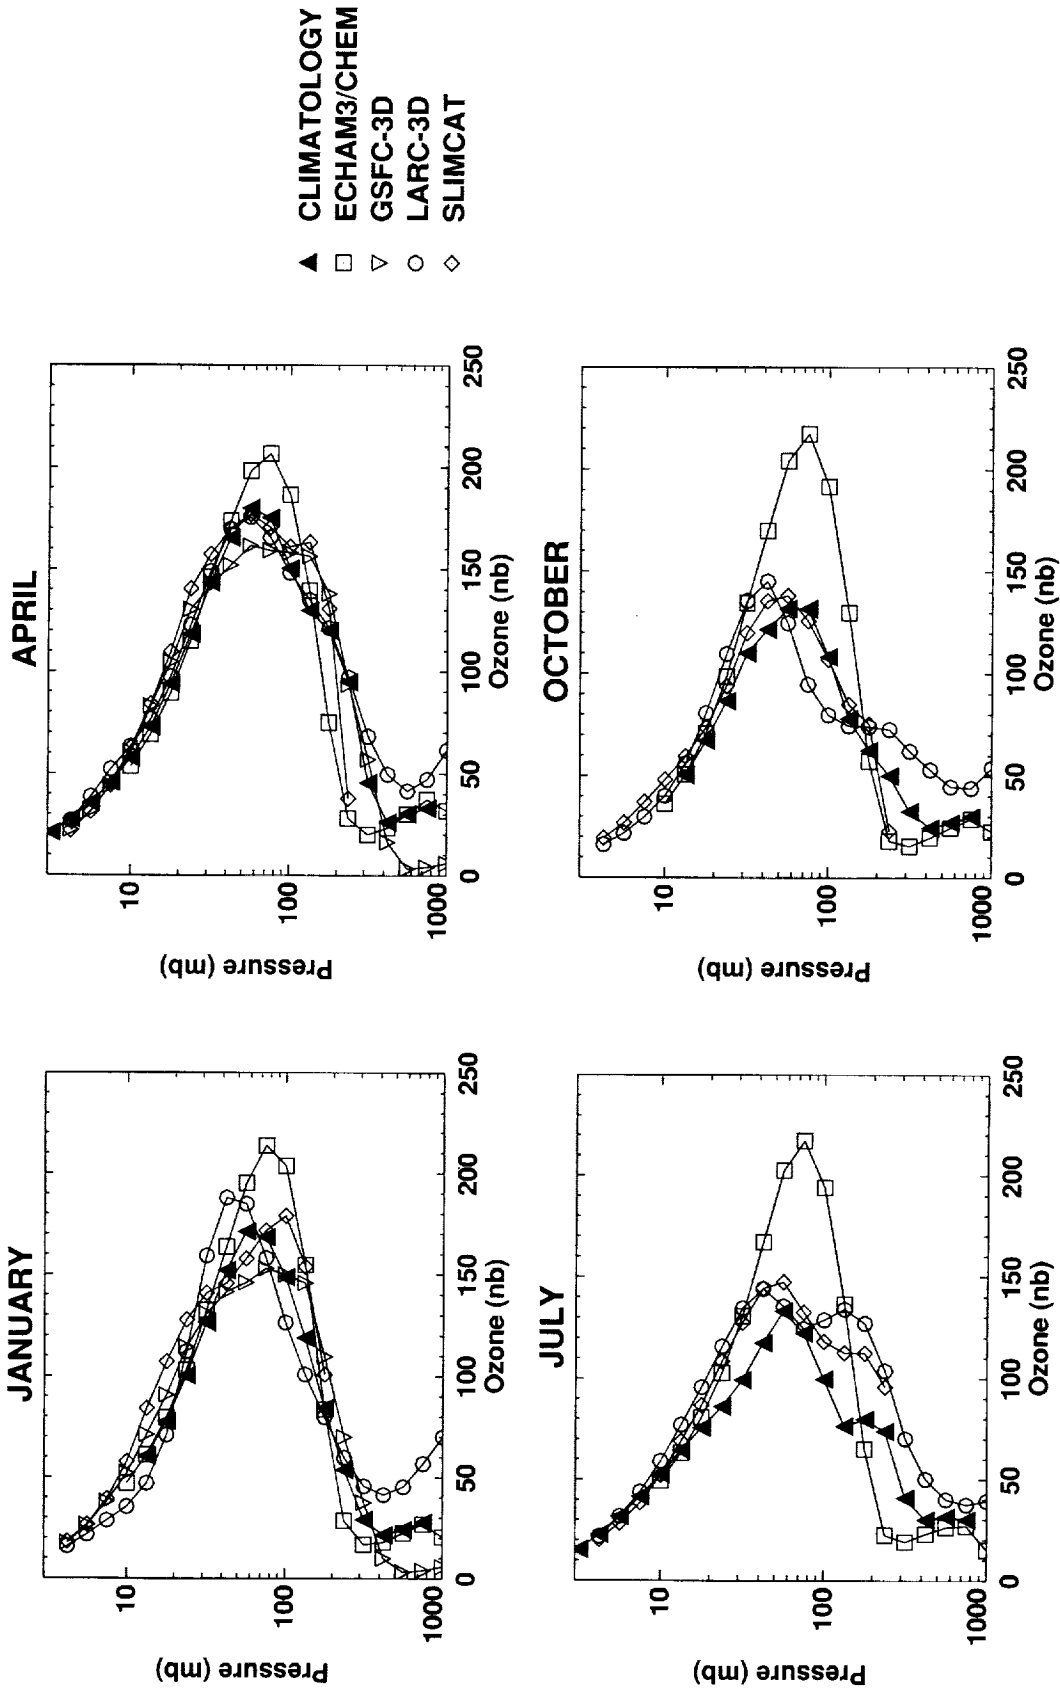 JANUARY
Pressure (mb)
10
100
1000
0
50
100
150
200
250
Ozone (nb)
APRIL
Pressure (mb)
10
100
1000
0
50
100
150
200
250
Ozone (nb)
CLIMATOLOGY
ECHAM3/CHEM
GSFC-3D
LARC-3D
SLIMCAT
JULY
Pressure (mb)
10
100
1000
0
50
100
150
200
250
Ozone (nb)
OCTOBER
Pressure (mb)
10
100
1000
0
50
100
150
200
250
Ozone (nb)